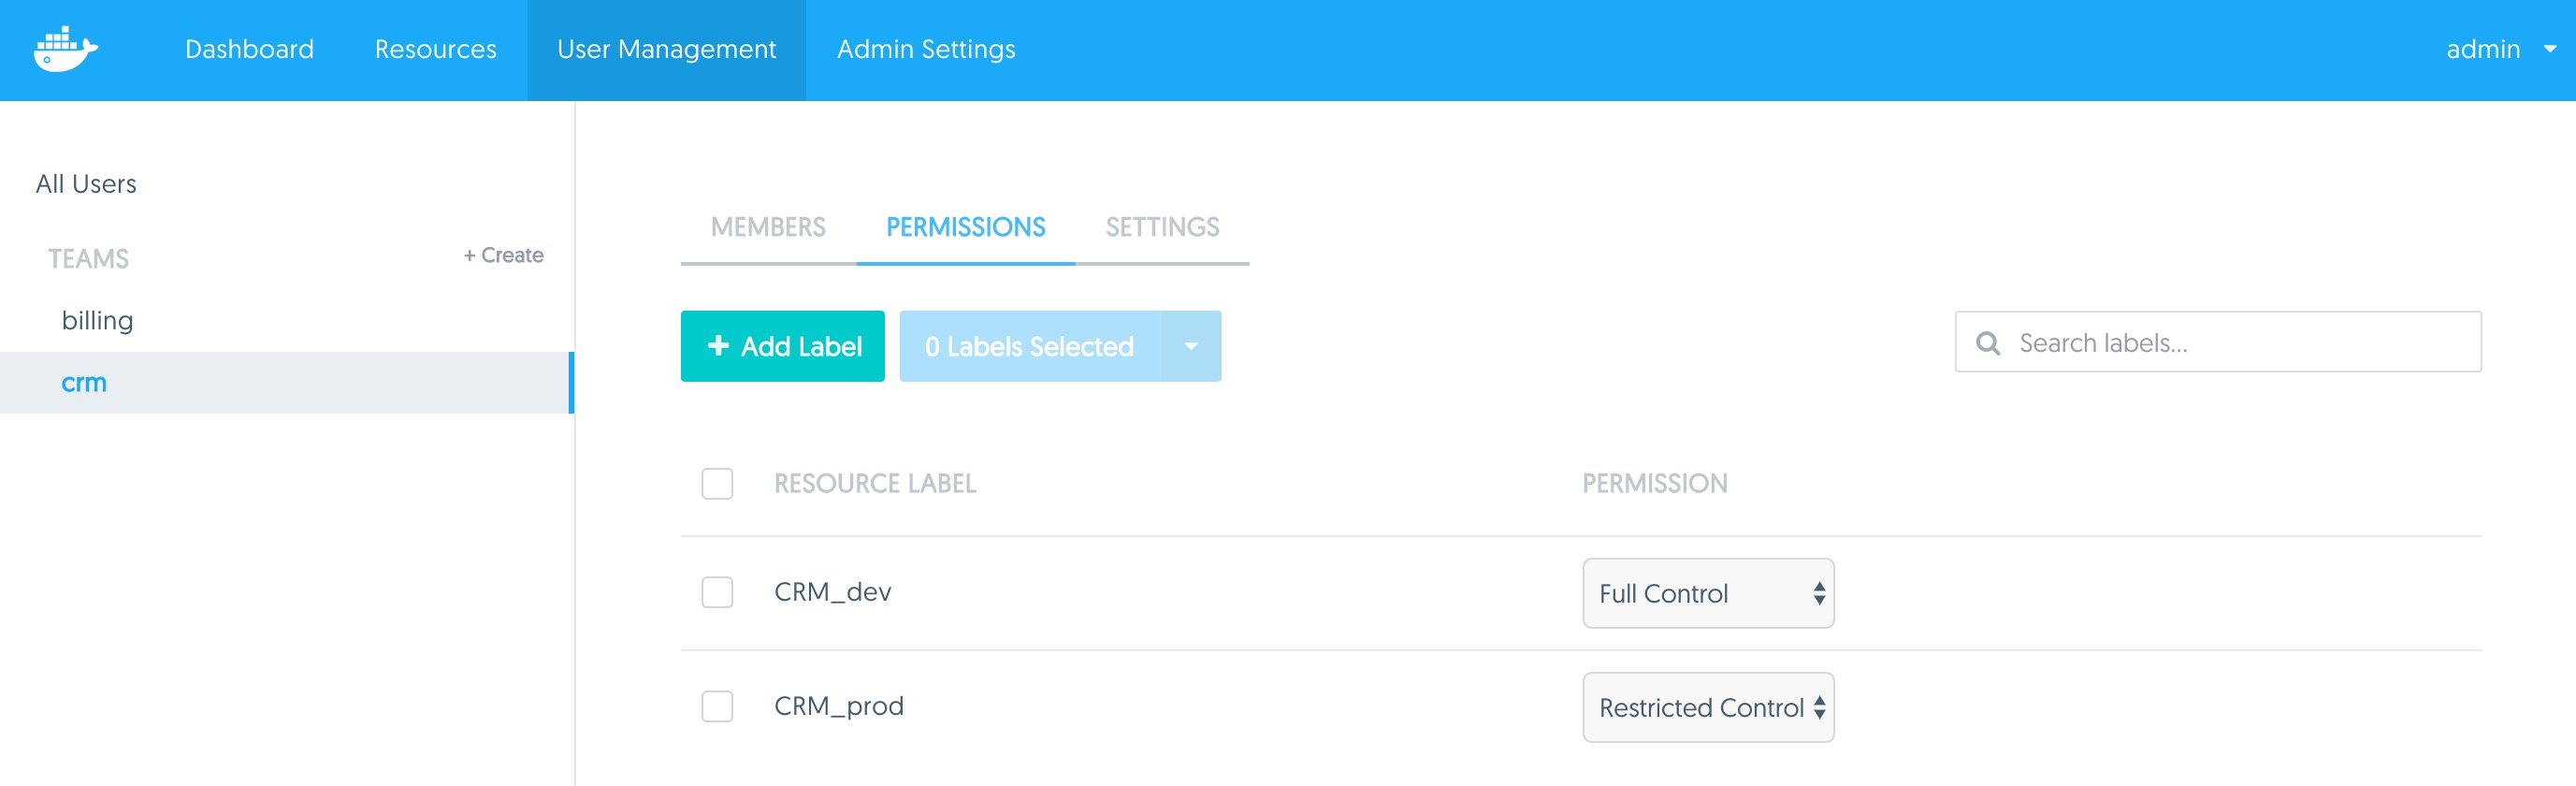 Dashboard Resources User Management Admin Settings admin
All Users
TEAMS + Create
billing
crm
MEMBERS PERMISSIONS SETTINGS
+ Add Label 0 Labels Selected Search labels...
RESOURCE LABEL PERMISSION
CRM_dev Full Control
CRM_prod Restricted Control